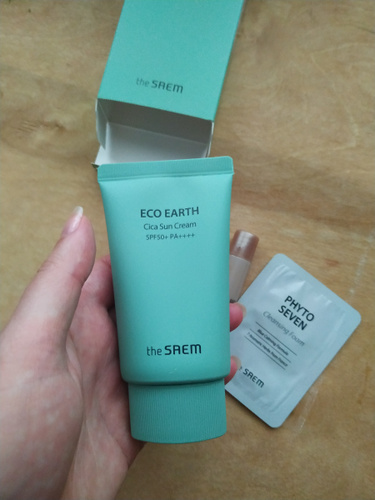 the SAEM
ECO EARTH
Cica Sun Cream
SPF50+ PA++++
the SAEM
PHYTO
SEVEN
Cleansing Foam
the SAEM